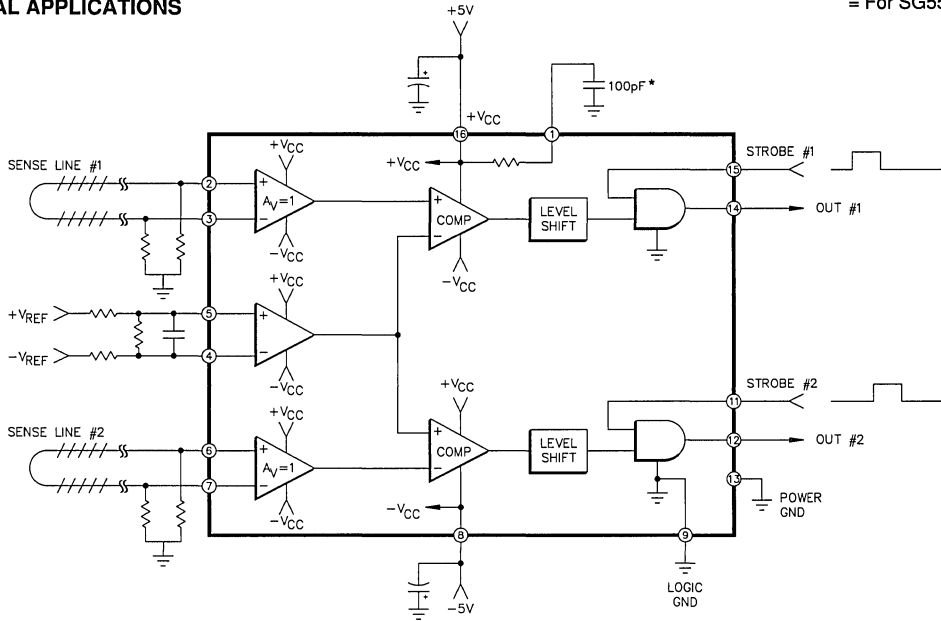 AL APPLICATIONS
= For SG55
+5V
100pF*
+VCC
16
1
SENSE LINE #1
+VCC
+VCC
STROBE #1
2
+
AV=1
−
3
−VCC
+
COMP
−
−VCC
LEVEL
SHIFT
15
14
OUT #1
+VREF
5
+VCC
+
−
−VREF
4
−VCC
SENSE LINE #2
+VCC
6
+
AV=1
−
7
−VCC
+VCC
+
COMP
−
−VCC
LEVEL
SHIFT
STROBE #2
11
12
OUT #2
13
POWER
GND
8
9
LOGIC
GND
−5V